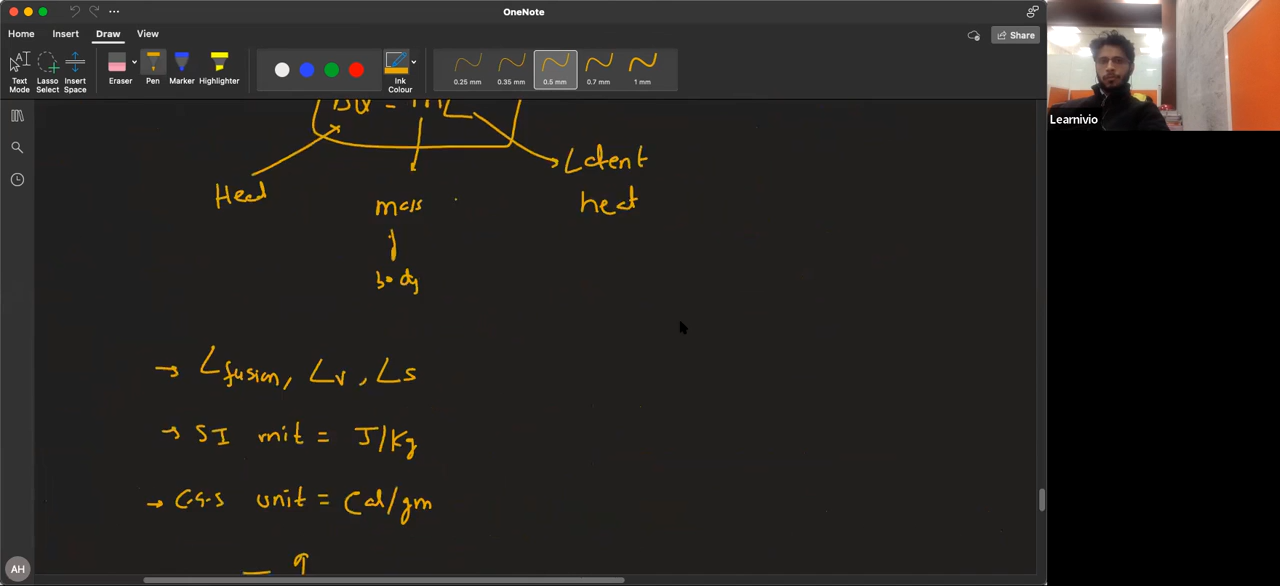 OneNote
Home Insert Draw View
Share
Text Mode Lasso Select Insert Space Eraser Pen Marker Highlighter Ink Colour 0.25 mm 0.35 mm 0.5 mm 0.7 mm 1 mm
Learnivio
ΔQ = mL
Heat
mass
body
Latent
heat
→ Lfusion, Lv, Ls
→ SI unit = J/Kg
→ C.G.S unit = Cal/gm
AH